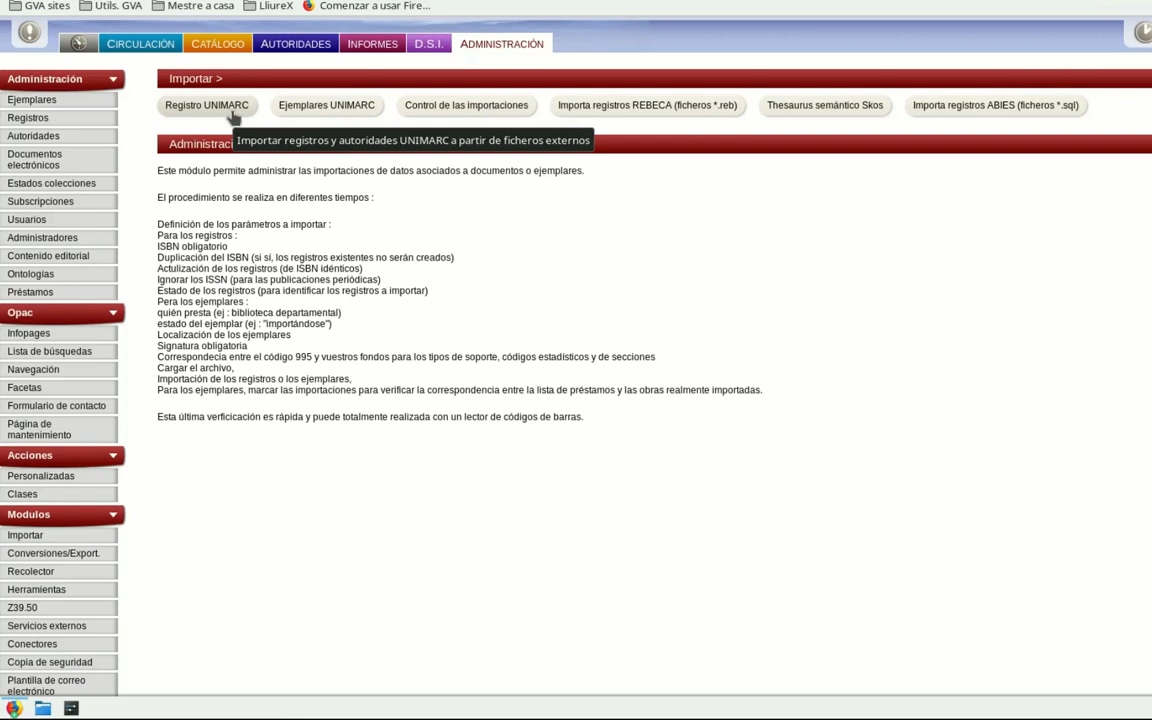 GVA sites Utils. GVA Mestre a casa LliureX Comenzar a usar Fire...
CIRCULACIÓN CATÁLOGO AUTORIDADES INFORMES D.S.I. ADMINISTRACIÓN
Administración
Ejemplares
Registros
Autoridades
Documentos
electrónicos
Estados colecciones
Subscripciones
Usuarios
Administradores
Contenido editorial
Ontologías
Préstamos
Opac
Infopages
Lista de búsquedas
Navegación
Facetas
Formulario de contacto
Página de
mantenimiento
Acciones
Personalizadas
Clases
Modulos
Importar
Conversiones/Export.
Recolector
Herramientas
Z39.50
Servicios externos
Conectores
Copia de seguridad
Plantilla de correo
electrónico
Importar >
Registro UNIMARC Ejemplares UNIMARC Control de las importaciones Importa registros REBECA (ficheros *.reb) Thesaurus semántico Skos Importa registros ABIES (ficheros *.sql)
Importar registros y autoridades UNIMARC a partir de ficheros externos
Administraci
Este módulo permite administrar las importaciones de datos asociados a documentos o ejemplares.
El procedimiento se realiza en diferentes tiempos :
Definición de los parámetros a importar :
Para los registros :
ISBN obligatorio
Duplicación del ISBN (si sí, los registros existentes no serán creados)
Actulización de los registros (de ISBN idénticos)
Ignorar los ISSN (para las publicaciones periódicas)
Estado de los registros (para identificar los registros a importar)
Pera los ejemplares :
quién presta (ej : biblioteca departamental)
estado del ejemplar (ej : "importándose")
Localización de los ejemplares
Signatura obligatoria
Correspondecia entre el código 995 y vuestros fondos para los tipos de soporte, códigos estadísticos y de secciones
Cargar el archivo,
Importación de los registros o los ejemplares,
Para los ejemplares, marcar las importaciones para verificar la correspondencia entre la lista de préstamos y las obras realmente importadas.
Esta última verficicación es rápida y puede totalmente realizada con un lector de códigos de barras.